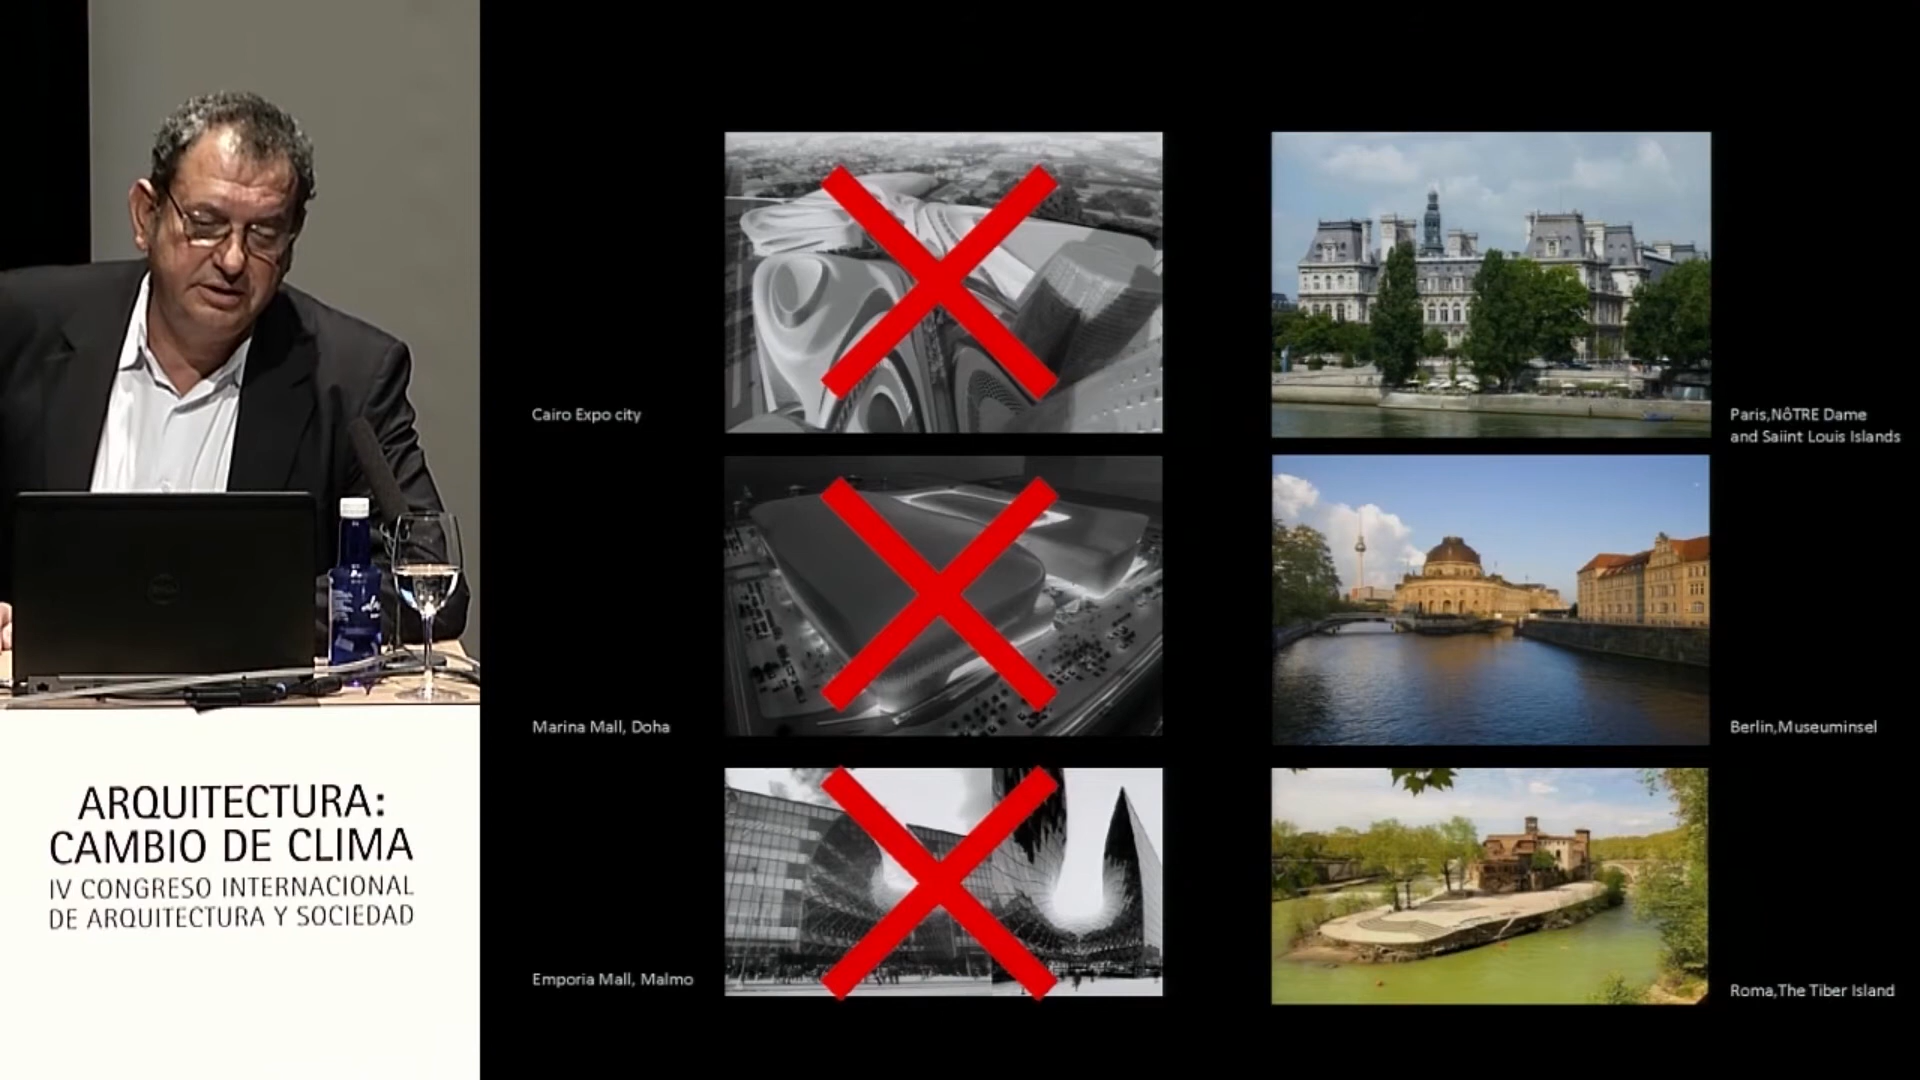 ARQUITECTURA:
CAMBIO DE CLIMA
IV CONGRESO INTERNACIONAL
DE ARQUITECTURA Y SOCIEDAD
Cairo Expo city
Marina Mall, Doha
Emporia Mall, Malmo
Paris,NôTRE Dame
and Saiint Louis Islands
Berlin,Museuminsel
Roma,The Tiber Island